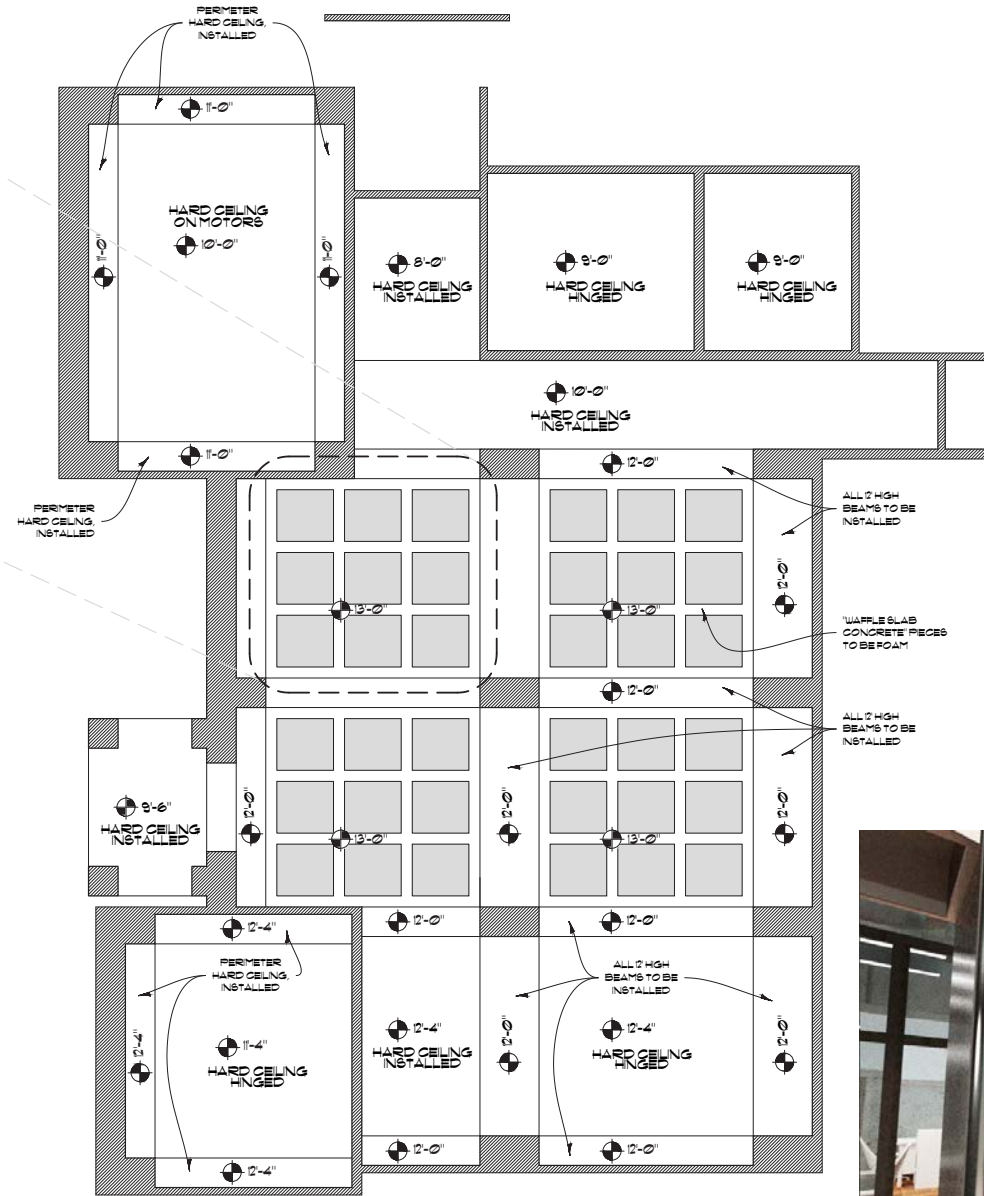 PERIMETER
HARD CEILING,
INSTALLED
11'-0"
HARD CEILING
ON MOTORS
10'-0"
11'-0"
11'-0"
8'-0"
HARD CEILING
INSTALLED
9'-0"
HARD CEILING
HINGED
9'-0"
HARD CEILING
HINGED
10'-0"
HARD CEILING
INSTALLED
11'-0"
12'-0"
PERIMETER
HARD CEILING,
INSTALLED
ALL 12' HIGH
BEAMS TO BE
INSTALLED
12'-0"
13'-0"
13'-0"
"WAFFLE SLAB
CONCRETE" PIECES
TO BE FOAM
12'-0"
ALL 12' HIGH
BEAMS TO BE
INSTALLED
9'-6"
HARD CEILING
INSTALLED
12'-0"
13'-0"
12'-0"
13'-0"
12'-0"
12'-4"
12'-0"
12'-0"
PERIMETER
HARD CEILING,
INSTALLED
ALL 12' HIGH
BEAMS TO BE
INSTALLED
12'-4"
11'-4"
HARD CEILING
HINGED
12'-4"
HARD CEILING
INSTALLED
12'-0"
12'-4"
HARD CEILING
HINGED
12'-0"
12'-4"
12'-0"
12'-0"